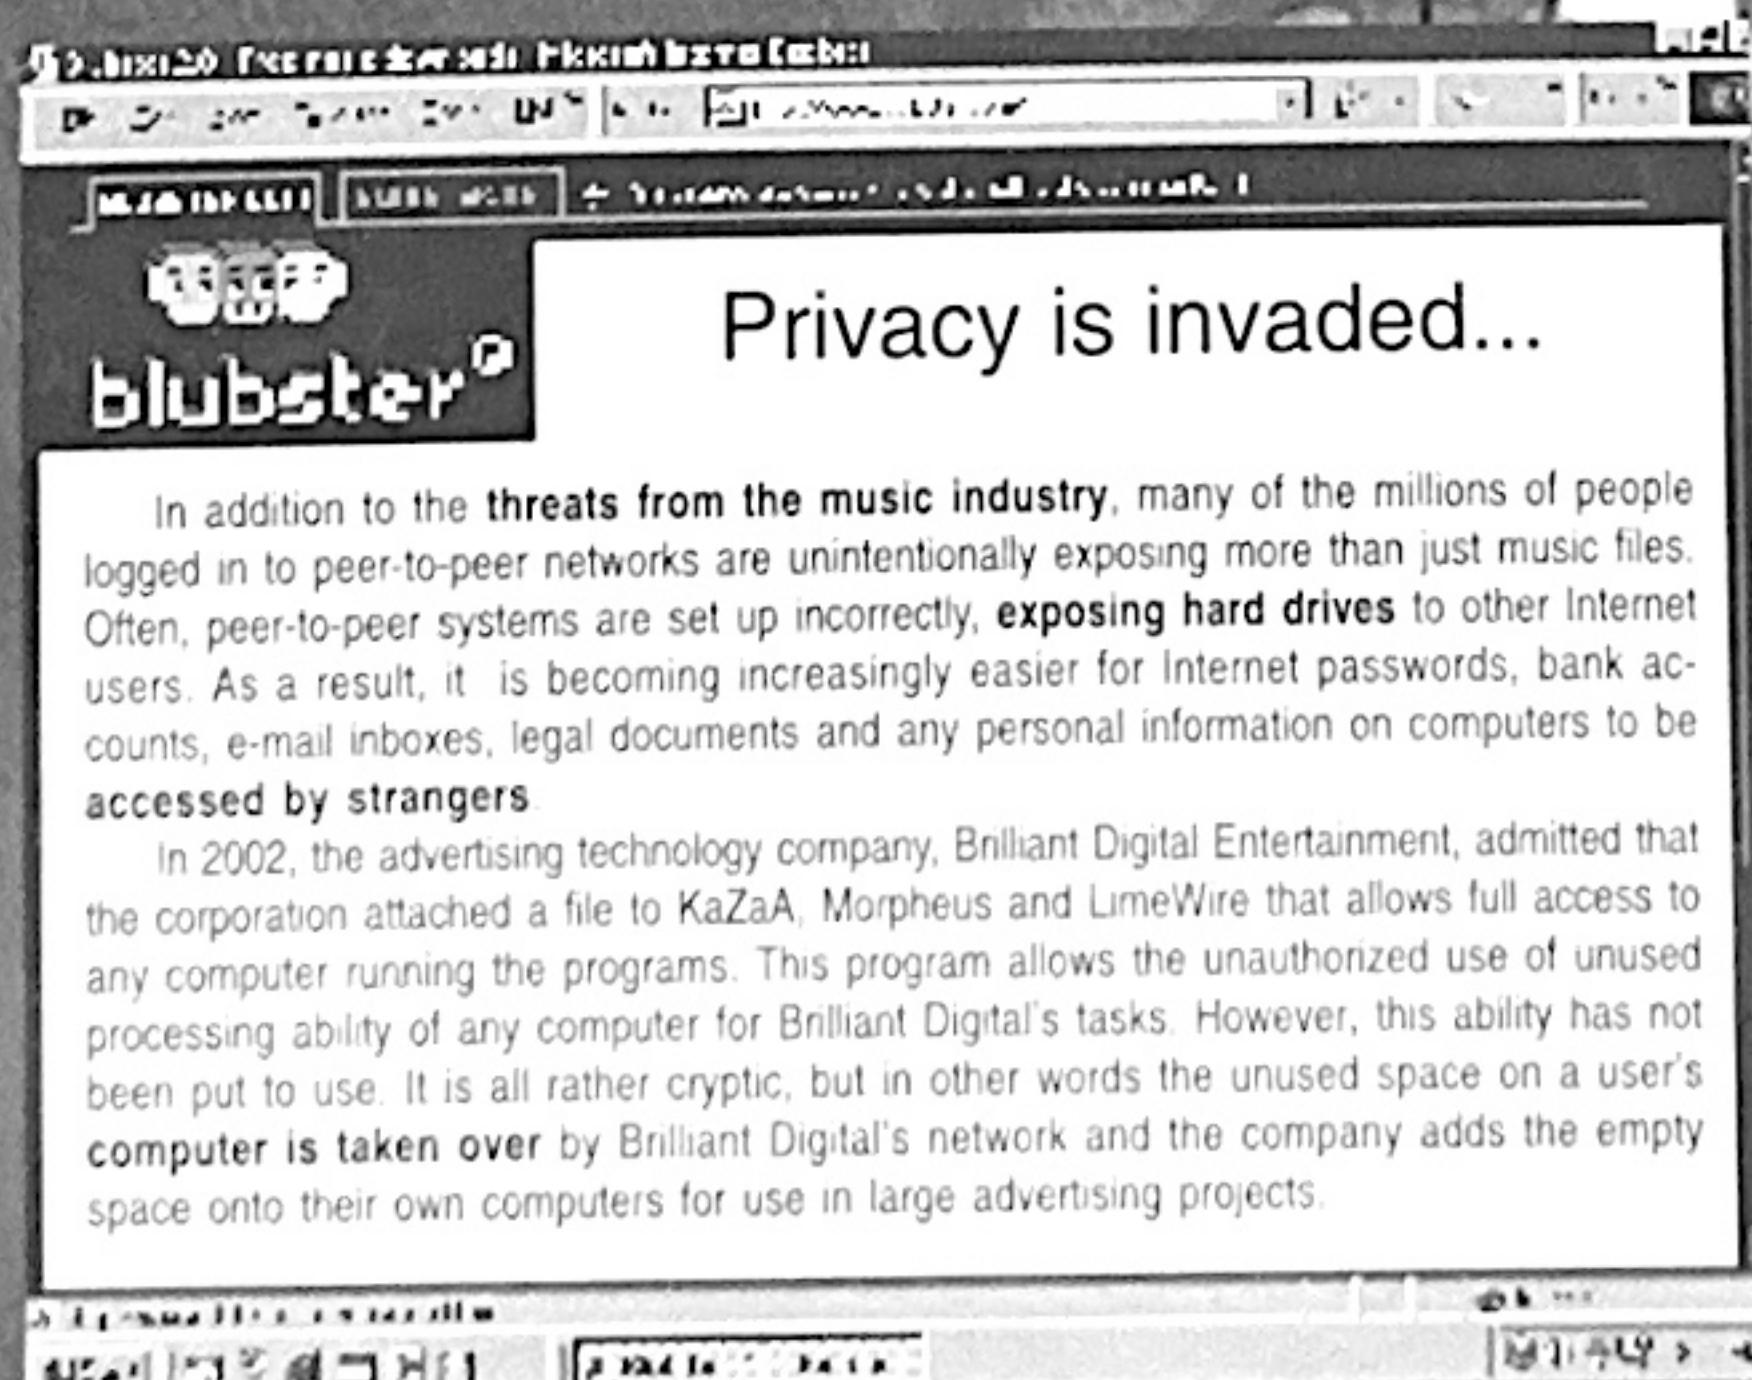 blubster
Privacy is invaded...
In addition to the threats from the music industry, many of the millions of people
logged in to peer-to-peer networks are unintentionally exposing more than just music files.
Often, peer-to-peer systems are set up incorrectly, exposing hard drives to other Internet
users. As a result, it is becoming increasingly easier for Internet passwords, bank ac-
counts, e-mail inboxes, legal documents and any personal information on computers to be
accessed by strangers.
In 2002, the advertising technology company, Brilliant Digital Entertainment, admitted that
the corporation attached a file to KaZaA, Morpheus and LimeWire that allows full access to
any computer running the programs. This program allows the unauthorized use of unused
processing ability of any computer for Brilliant Digital's tasks. However, this ability has not
been put to use. It is all rather cryptic, but in other words the unused space on a user's
computer is taken over by Brilliant Digital's network and the company adds the empty
space onto their own computers for use in large advertising projects.